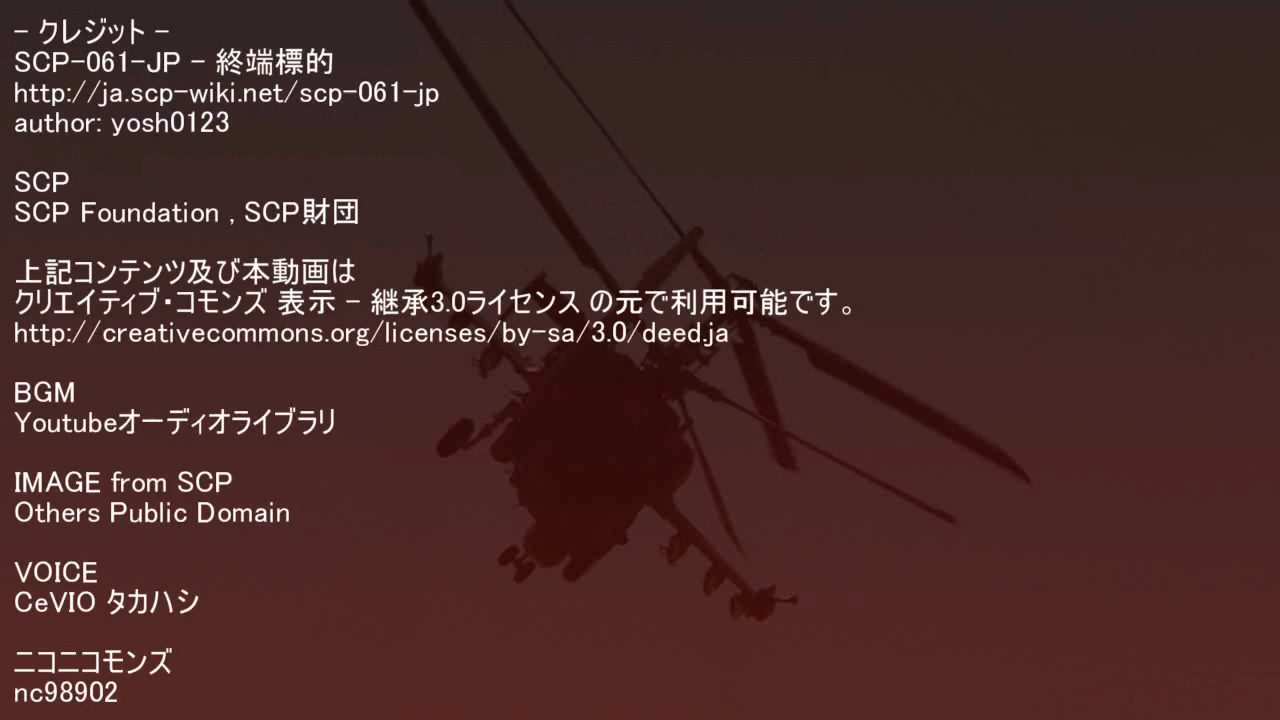 - クレジット -
SCP-061-JP - 終端標的
http://ja.scp-wiki.net/scp-061-jp
author: yosh0123
SCP
SCP Foundation , SCP財団
上記コンテンツ及び本動画は
クリエイティブ・コモンズ 表示 - 継承3.0ライセンス の元で利用可能です。
http://creativecommons.org/licenses/by-sa/3.0/deed.ja
BGM
Youtubeオーディオライブラリ
IMAGE from SCP
Others Public Domain
VOICE
CeVIO タカハシ
ニコニコモンズ
nc98902